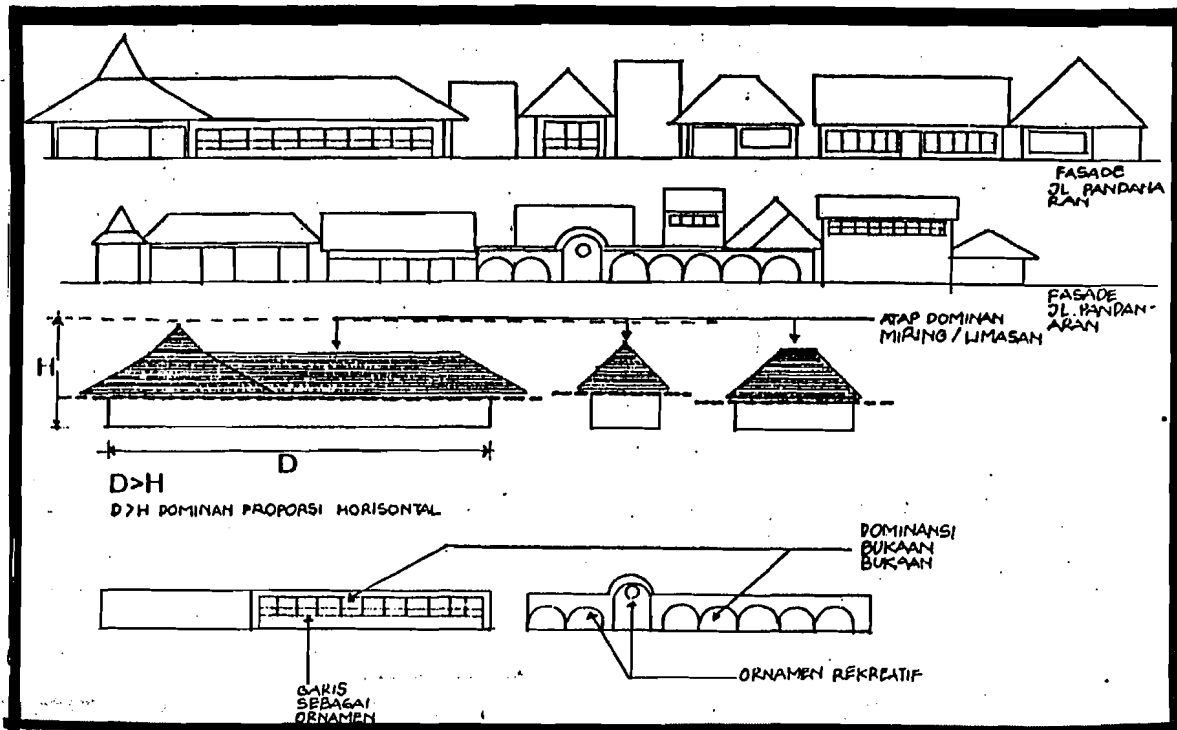 FASADE
JL. PANDANA
RAN
FASADE
JL. PANDAN-
ARAN
ATAP DOMINAN
MIRING / LIMASAN
H
D
D>H
D>H DOMINAN PROPORSI HORISONTAL
DOMINANSI
BUKAAN
BUKAAN
GARIS
SEBAGAI
ORNAMEN
ORNAMEN REKREATIF